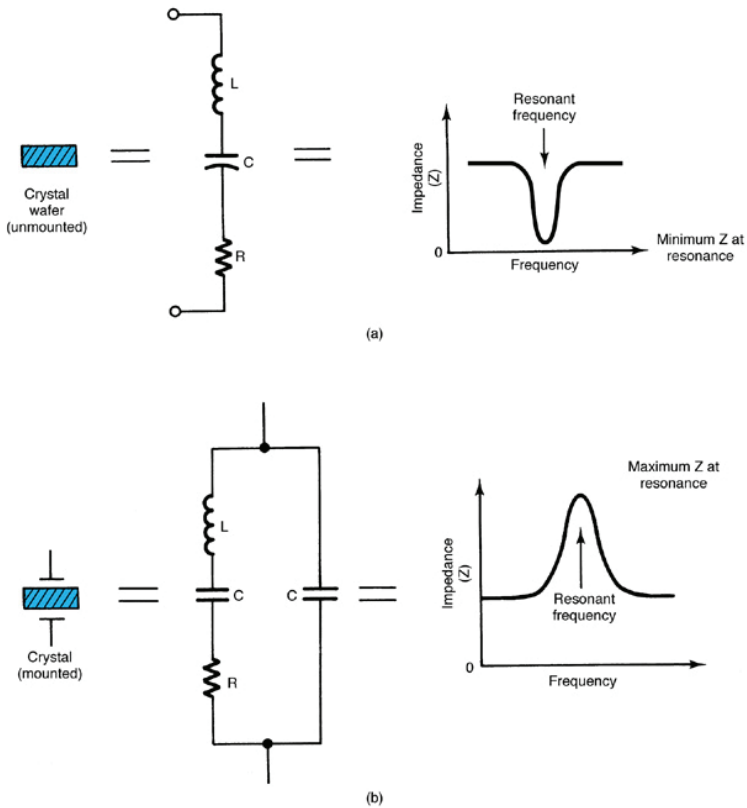 L
C
R
Crystal
wafer
(unmounted)
Resonant
frequency
Impedance
(Z)
0
Frequency
Minimum Z at
resonance
(a)
L
C
C
R
Crystal
(mounted)
Maximum Z at
resonance
Impedance
(Z)
Resonant
frequency
0
Frequency
(b)